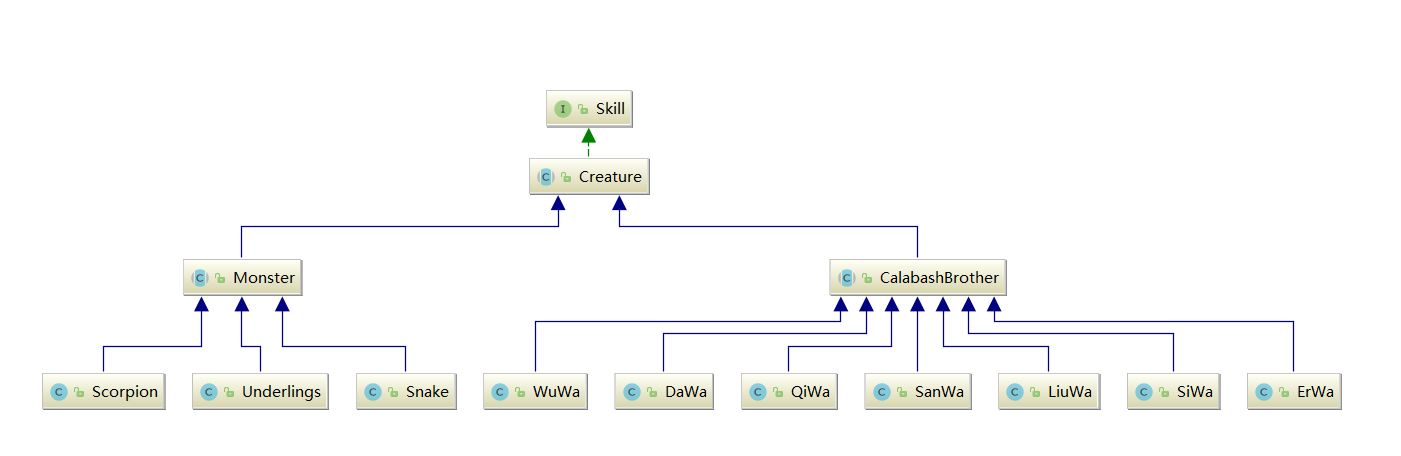 I Skill
C Creature
C Monster
C CalabashBrother
C Scorpion
C Underlings
C Snake
C WuWa
C DaWa
C QiWa
C SanWa
C LiuWa
C SiWa
C ErWa